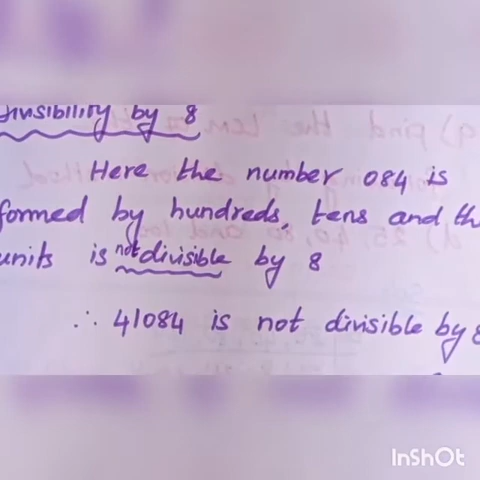 divisibility by 8
Here the number 084 is
formed by hundreds, tens and th
units is not divisible by 8
∴ 41084 is not divisible by 8
InShOt